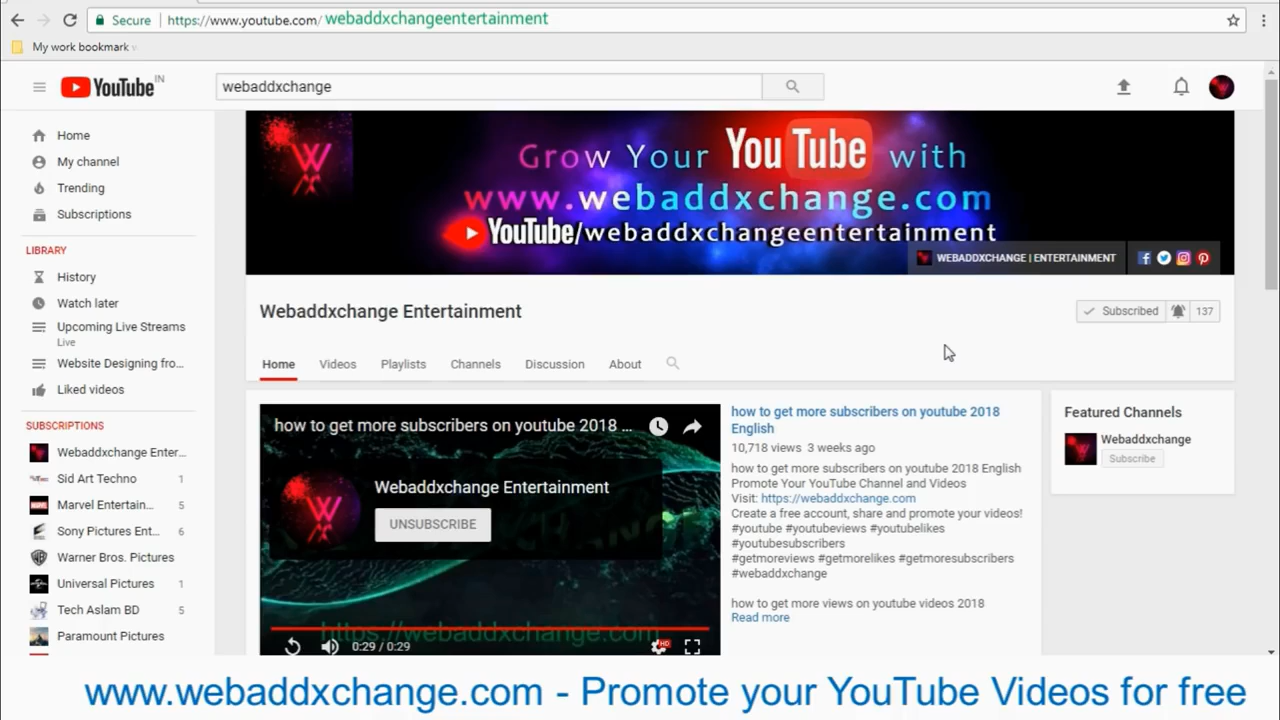 Secure https://www.youtube.com/webaddxchangeentertainment
My work bookmark
YouTube IN
webaddxchange
Home
My channel
Trending
Subscriptions
LIBRARY
History
Watch later
Upcoming Live Streams
Live
Website Designing fro...
Liked videos
SUBSCRIPTIONS
Webaddxchange Enter...
Sid Art Techno 1
Marvel Entertain... 5
Sony Pictures Ent... 6
Warner Bros. Pictures
Universal Pictures 1
Tech Aslam BD 5
Paramount Pictures
Grow Your YouTube with
www.webaddxchange.com
YouTube/webaddxchangeentertainment
WEBADDXCHANGE | ENTERTAINMENT
Webaddxchange Entertainment
Subscribed 137
Home Videos Playlists Channels Discussion About
how to get more subscribers on youtube 2018 ...
Webaddxchange Entertainment
UNSUBSCRIBE
https://webaddxchange.com
0:29 / 0:29
HD
how to get more subscribers on youtube 2018
English
10,718 views 3 weeks ago
how to get more subscribers on youtube 2018 English
Promote Your YouTube Channel and Videos
Visit: https://webaddxchange.com
Create a free account, share and promote your videos!
#youtube #youtubeviews #youtubelikes
#youtubesubscribers
#getmoreviews #getmorelikes #getmoresubscribers
#webaddxchange
how to get more views on youtube videos 2018
Read more
Featured Channels
Webaddxchange
Subscribe
www.webaddxchange.com - Promote your YouTube Videos for free